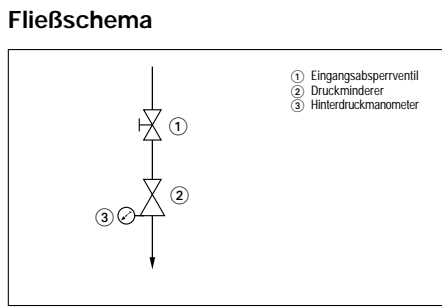 Fließschema
① Eingangsabsperrventil
② Druckminderer
③ Hinterdruckmanometer
①
②
③